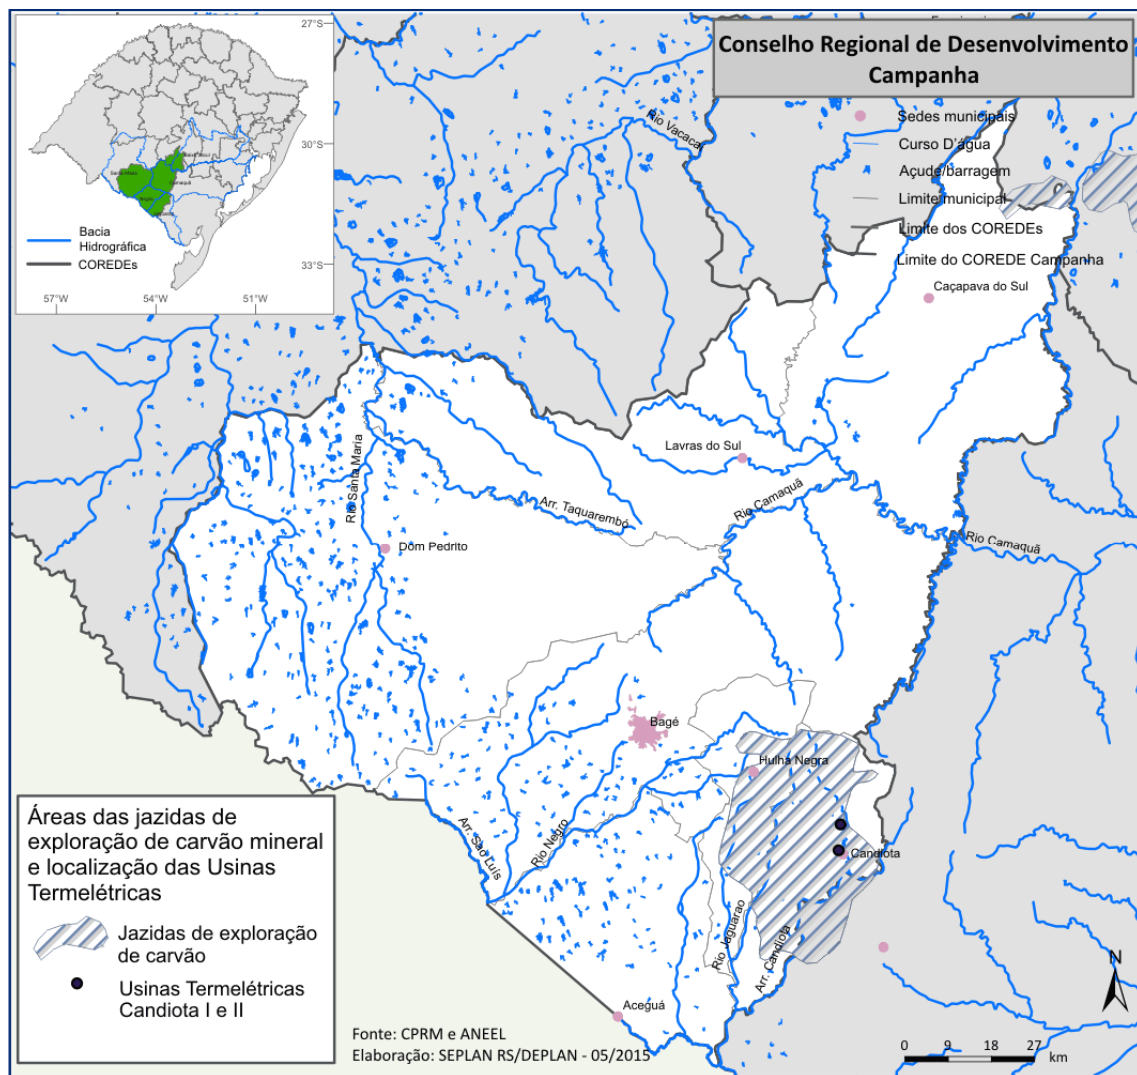 Conselho Regional de Desenvolvimento
Campanha
27°S
30°S
33°S
57°W
54°W
51°W
Santa Maria
Camaquã
Negro
Bacia
Hidrográfica
COREDEs
Sedes municipais
Curso D'água
Açude/barragem
Limite municipal
Limite dos COREDEs
Limite do COREDE Campanha
Rio Vacacaí
Caçapava do Sul
Lavras do Sul
Rio Santa Maria
Arr. Taquarembó
Rio Camaquã
Rio Camaquã
Dom Pedrito
Bagé
Hulha Negra
Candiota
Arr. São Luís
Rio Negro
Rio Jaguarão
Arr. Candiota
Aceguá
Áreas das jazidas de
exploração de carvão mineral
e localização das Usinas
Termelétricas
Jazidas de exploração
de carvão
Usinas Termelétricas
Candiota I e II
Fonte: CPRM e ANEEL
Elaboração: SEPLAN RS/DEPLAN - 05/2015
N
0 9 18 27
km